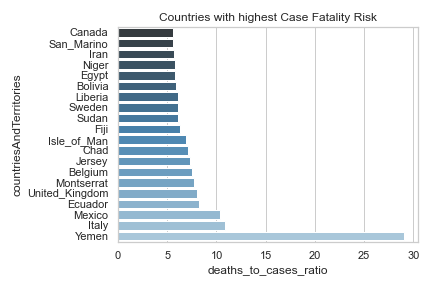 Countries with highest Case Fatality Risk
countriesAndTerritories
Canada
San_Marino
Iran
Niger
Egypt
Bolivia
Liberia
Sweden
Sudan
Fiji
Isle_of_Man
Chad
Jersey
Belgium
Montserrat
United_Kingdom
Ecuador
Mexico
Italy
Yemen
0 5 10 15 20 25 30
deaths_to_cases_ratio